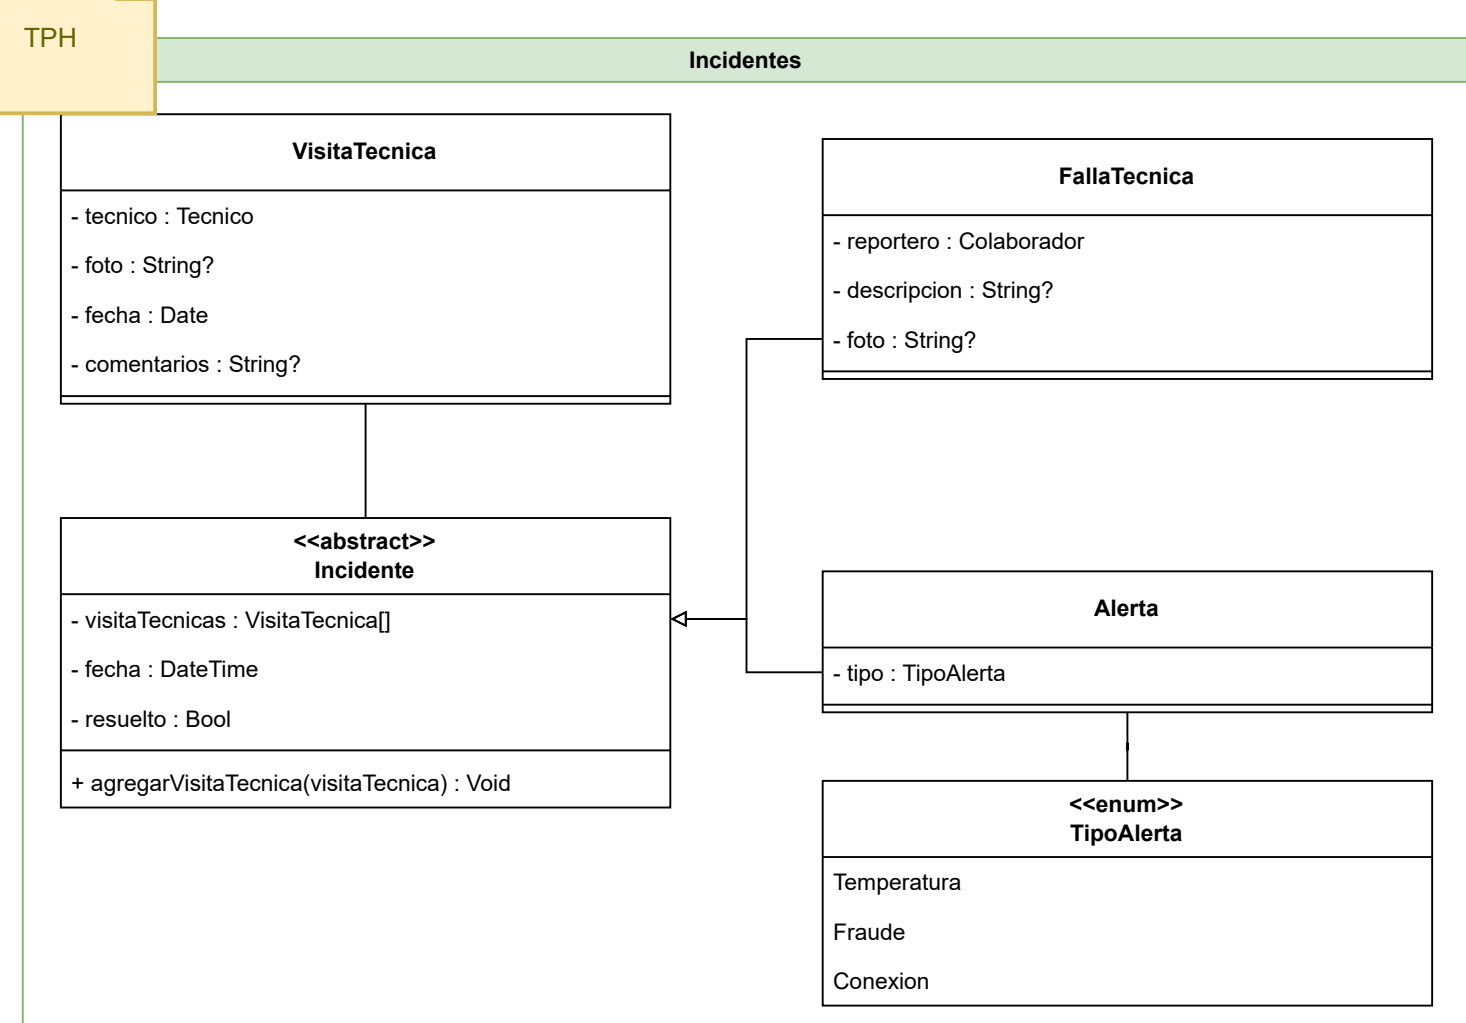 TPH
Incidentes
VisitaTecnica
- tecnico : Tecnico
- foto : String?
- fecha : Date
- comentarios : String?
FallaTecnica
- reportero : Colaborador
- descripcion : String?
- foto : String?
<<abstract>>
Incidente
- visitaTecnicas : VisitaTecnica[]
- fecha : DateTime
- resuelto : Bool
+ agregarVisitaTecnica(visitaTecnica) : Void
Alerta
- tipo : TipoAlerta
<<enum>>
TipoAlerta
Temperatura
Fraude
Conexion